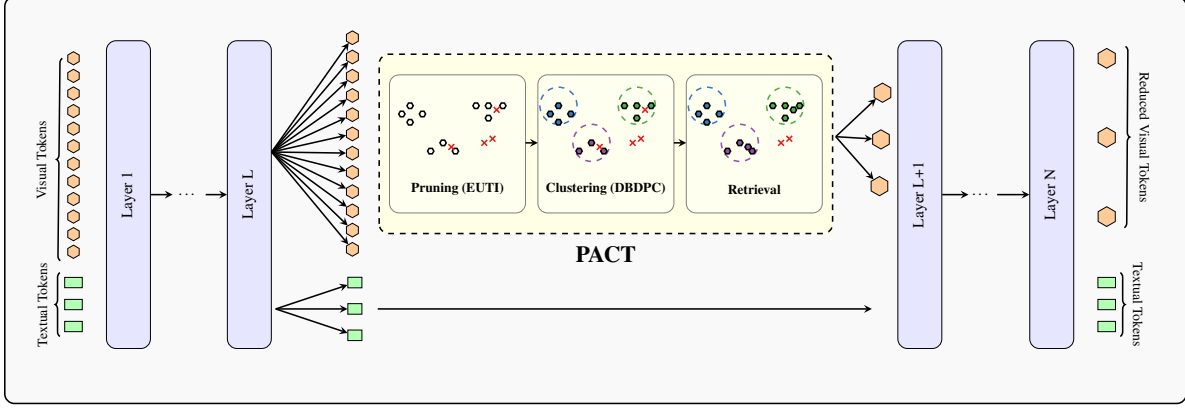 Visual Tokens
Textual Tokens
Layer 1
...
Layer L
Pruning (EUTI)
Clustering (DBDPC)
Retrieval
PACT
Layer L+1
...
Layer N
Reduced Visual Tokens
Textual Tokens